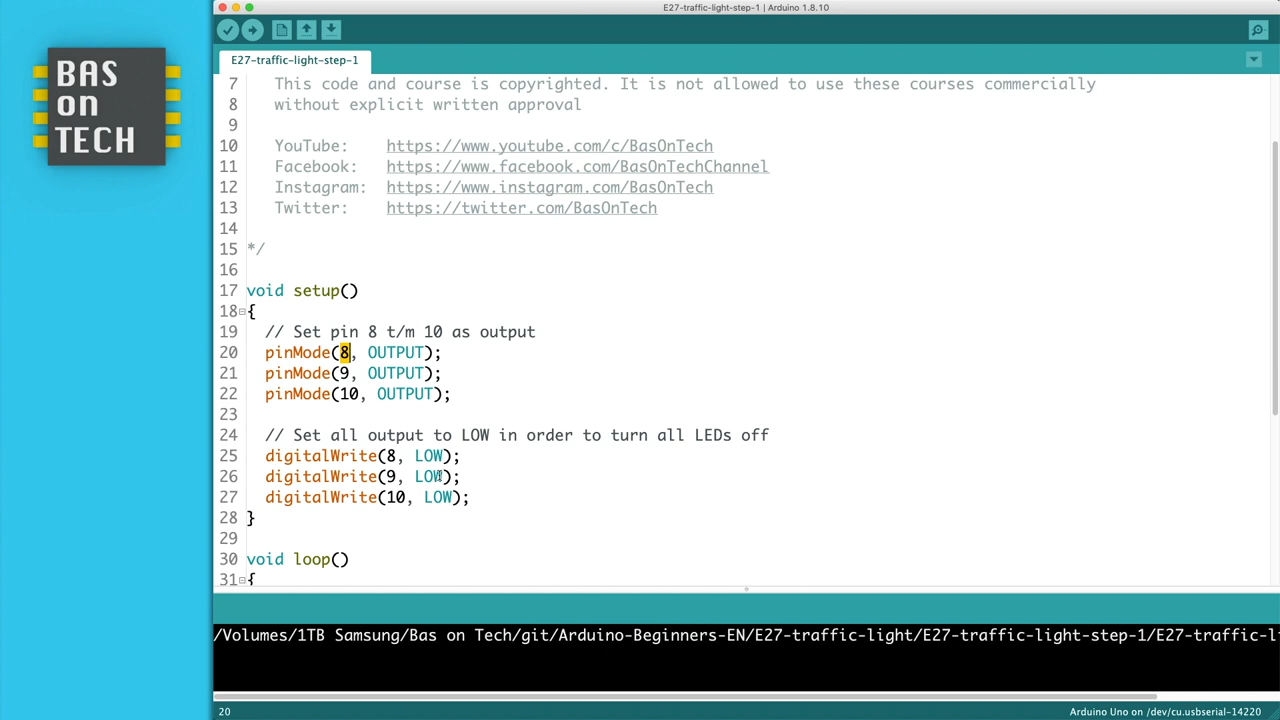 E27-traffic-light-step-1 | Arduino 1.8.10
BAS
on
TECH
E27-traffic-light-step-1
7 This code and course is copyrighted. It is not allowed to use these courses commercially
8 without explicit written approval
9
10 YouTube: https://www.youtube.com/c/BasOnTech
11 Facebook: https://www.facebook.com/BasOnTechChannel
12 Instagram: https://www.instagram.com/BasOnTech
13 Twitter: https://twitter.com/BasOnTech
14
15 */
16
17 void setup()
18 {
19 // Set pin 8 t/m 10 as output
20 pinMode(8, OUTPUT);
21 pinMode(9, OUTPUT);
22 pinMode(10, OUTPUT);
23
24 // Set all output to LOW in order to turn all LEDs off
25 digitalWrite(8, LOW);
26 digitalWrite(9, LOW);
27 digitalWrite(10, LOW);
28 }
29
30 void loop()
31 {
/Volumes/1TB Samsung/Bas on Tech/git/Arduino-Beginners-EN/E27-traffic-light/E27-traffic-light-step-1/E27-traffic-l
20
Arduino Uno on /dev/cu.usbserial-14220